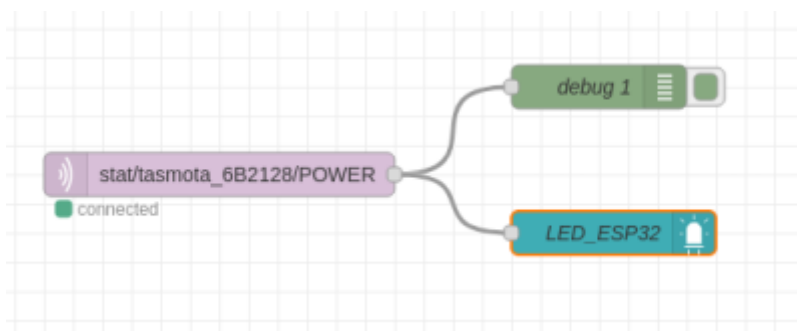 debug 1
stat/tasmota_6B2128/POWER
connected
LED_ESP32